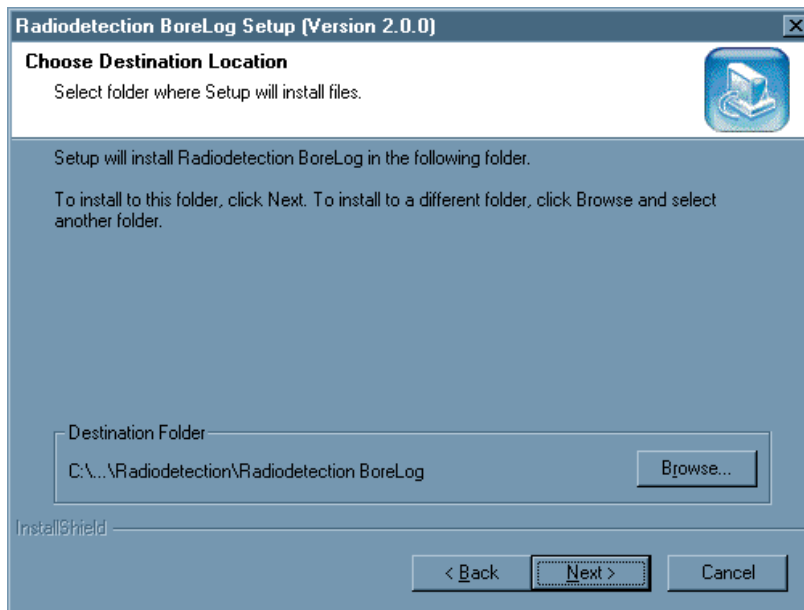 Radiodetection BoreLog Setup (Version 2.0.0)
Choose Destination Location
Select folder where Setup will install files.
Setup will install Radiodetection BoreLog in the following folder.
To install to this folder, click Next. To install to a different folder, click Browse and select
another folder.
Destination Folder
C:\...\Radiodetection\Radiodetection BoreLog
Browse...
InstallShield
< Back
Next >
Cancel